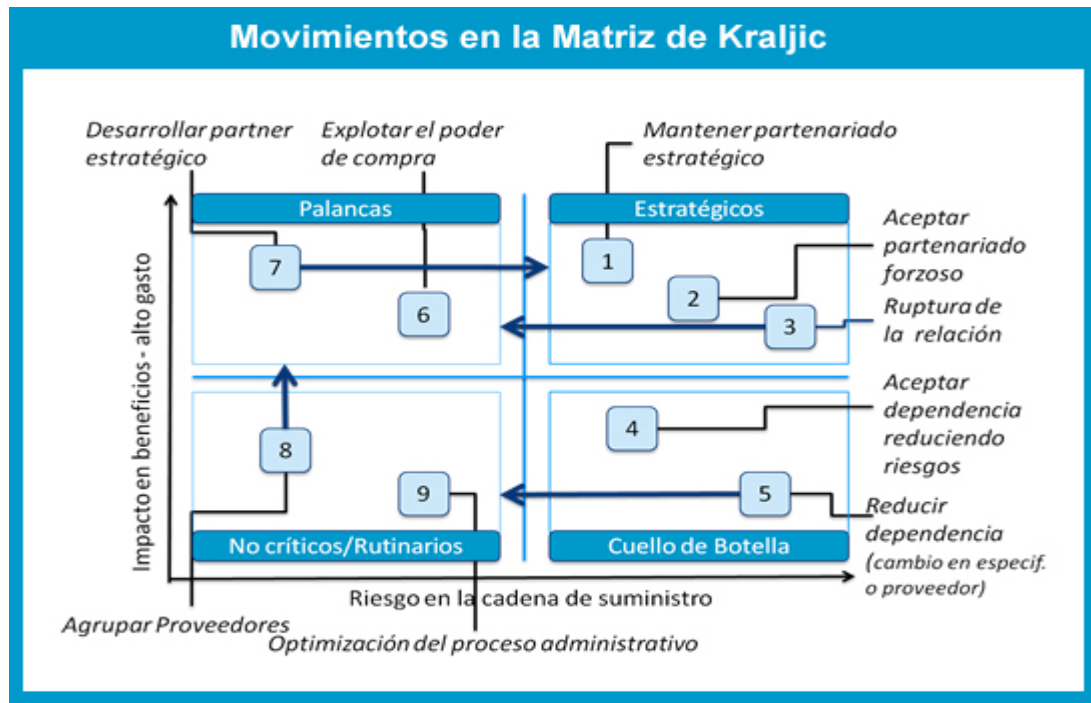 Movimientos en la Matriz de Kraljic
Desarrollar partner
estratégico
Explotar el poder
de compra
Mantener partenariado
estratégico
Palancas
Estratégicos
7
6
1
2
3
Aceptar
partenariado
forzoso
Ruptura de
la relación
8
9
4
5
Aceptar
dependencia
reduciendo
riesgos
Reducir
dependencia
(cambio en especif.
o proveedor)
No críticos/Rutinarios
Cuello de Botella
Impacto en beneficios - alto gasto
Riesgo en la cadena de suministro
Agrupar Proveedores
Optimización del proceso administrativo